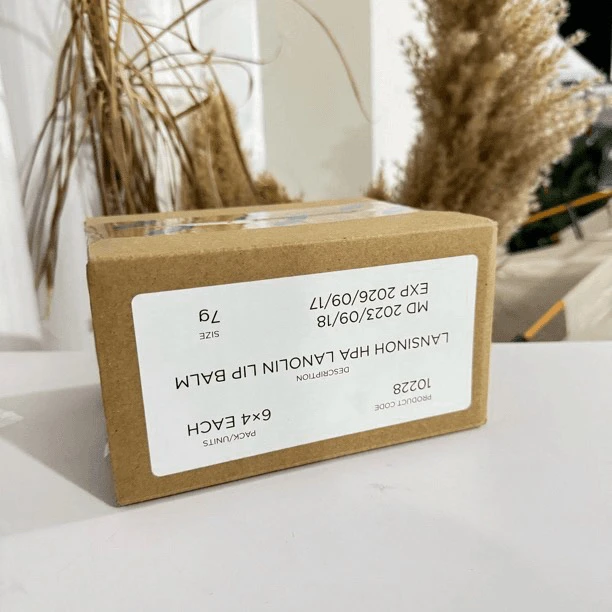 PRODUCT CODE
10228
PACK/UNITS
6×4 EACH
DESCRIPTION
LANSINOH HPA LANOLIN LIP BALM
MD 2023/09/18
EXP 2026/09/17
SIZE
7g